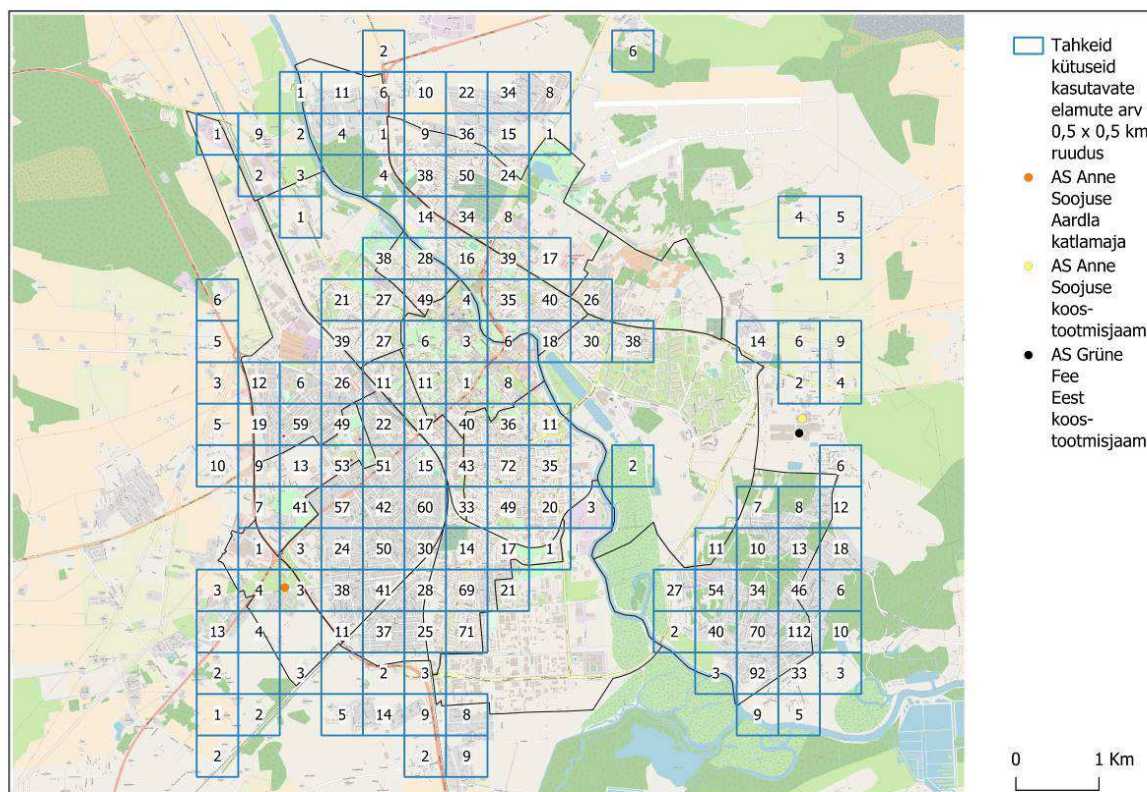 2 6
1 11 6 10 22 34 8
1 9 2 4 1 9 36 15 1
2 3 4 38 50 24
1 14 34 8 4 5
38 28 16 39 17 3
6 21 27 49 4 35 40 26
5 39 27 6 3 6 18 30 38 14 6 9
3 12 6 26 11 11 1 8 2 4
5 19 59 49 22 17 40 36 11
10 9 13 53 51 15 43 72 35 2 6
7 41 57 42 60 33 49 20 3 7 8 12
1 3 24 50 30 14 17 1 11 10 13 18
3 4 3 38 41 28 69 21 27 54 34 46 6
13 4 11 37 25 71 2 40 70 112 10
2 3 2 3 3 92 33 3
1 2 5 14 9 8 9 5
2 2 9
Tahkeid
kütuseid
kasutavate
elamute arv
0,5 x 0,5 km
ruudus
AS Anne
Soojuse
Aardla
katlamaja
AS Anne
Soojuse
koos-
tootmisjaam
AS Grüne
Fee
Eest
koos-
tootmisjaam
0 1 Km